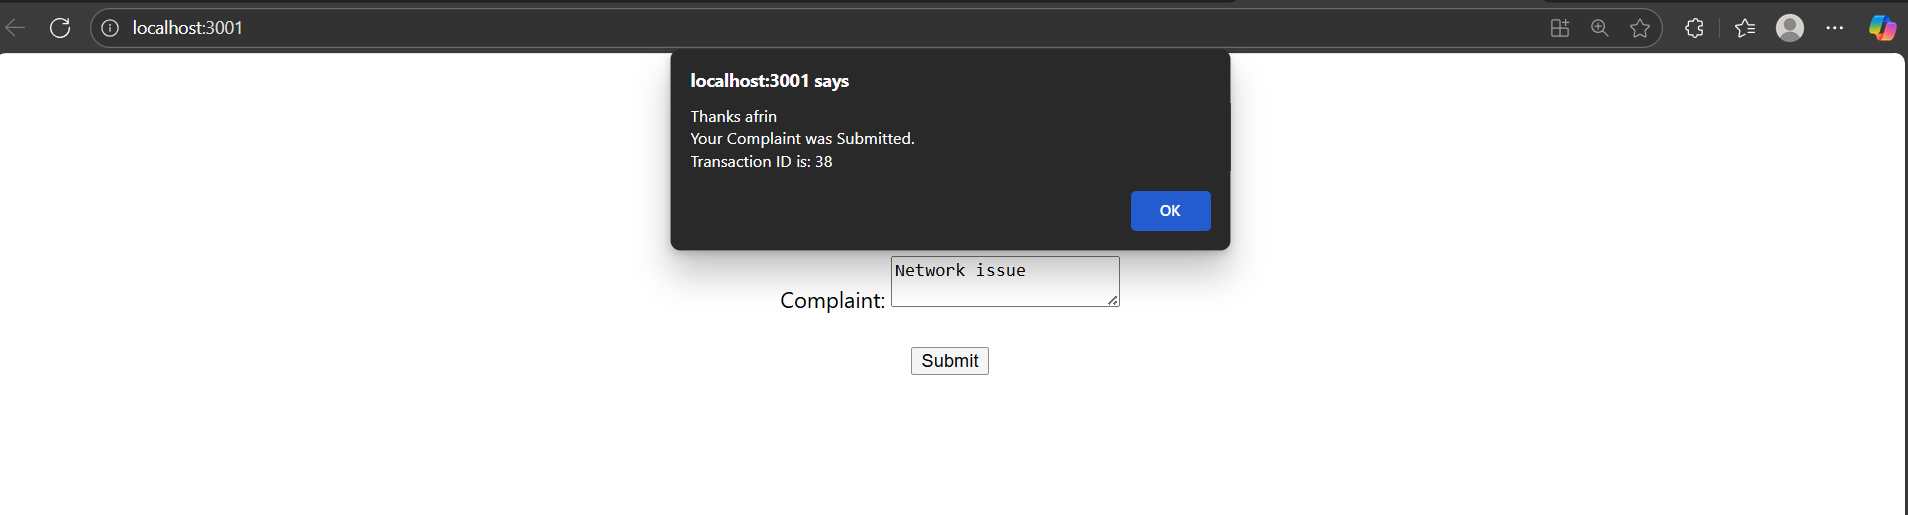 localhost:3001
localhost:3001 says
Thanks afrin
Your Complaint was Submitted.
Transaction ID is: 38
OK
Network issue
Complaint:
Submit